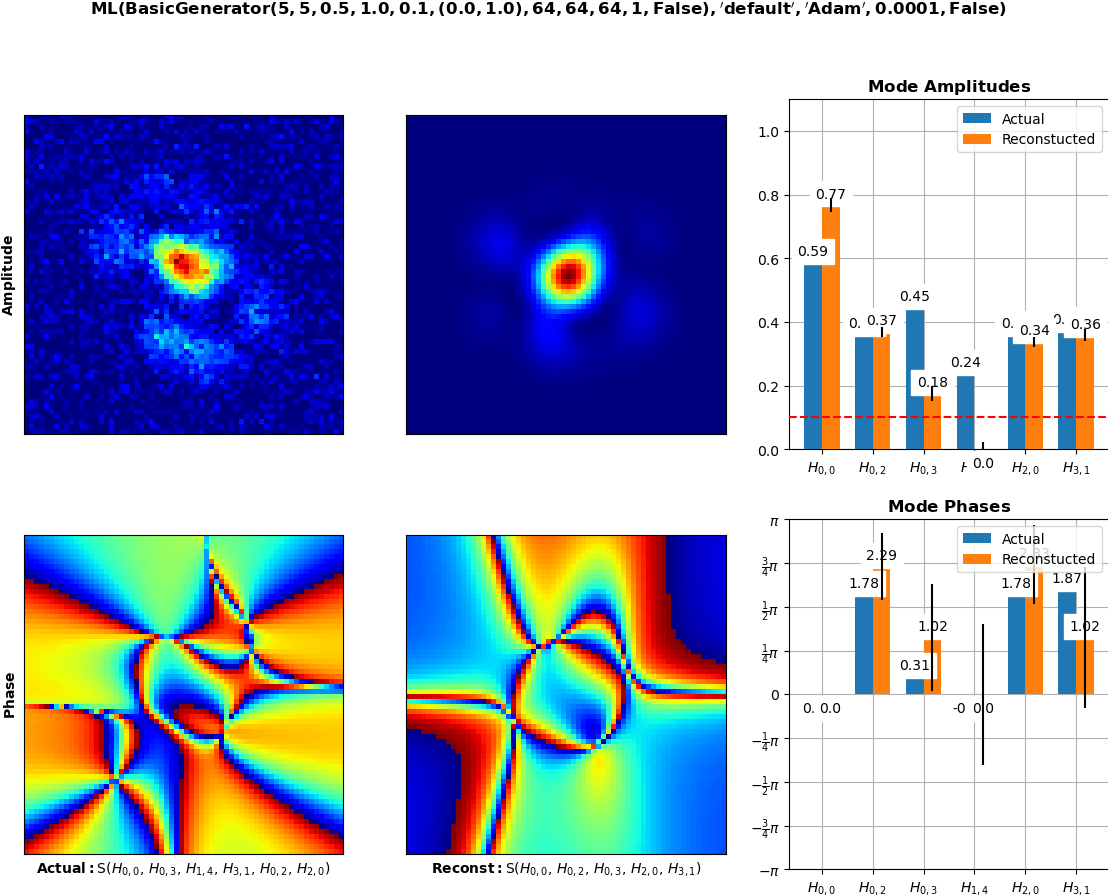 ML(BasicGenerator(5, 5, 0.5, 1.0, 0.1, (0.0, 1.0), 64, 64, 64, 1, False), ′default′, ′Adam′, 0.0001, False)
Amplitude
Mode Amplitudes
Actual
Reconstucted
1.0
0.8
0.6
0.4
0.2
0.0
0.59
0.77
0.
0.37
0.45
0.18
0.24
0.0
0.
0.34
0.
0.36
H0,0 H0,2 H0,3 H2,0 H3,1
Phase
Mode Phases
Actual
Reconstucted
π
3/4π
1/2π
1/4π
0
−1/4π
−1/2π
−3/4π
−π
0. 0.0
1.78
2.29
0.31
1.02
-0 0.0
1.78
1.87
1.02
H0,0 H0,2 H0,3 H1,4 H2,0 H3,1
Actual: S(H0,0, H0,3, H1,4, H3,1, H0,2, H2,0)
Reconst: S(H0,0, H0,2, H0,3, H2,0, H3,1)